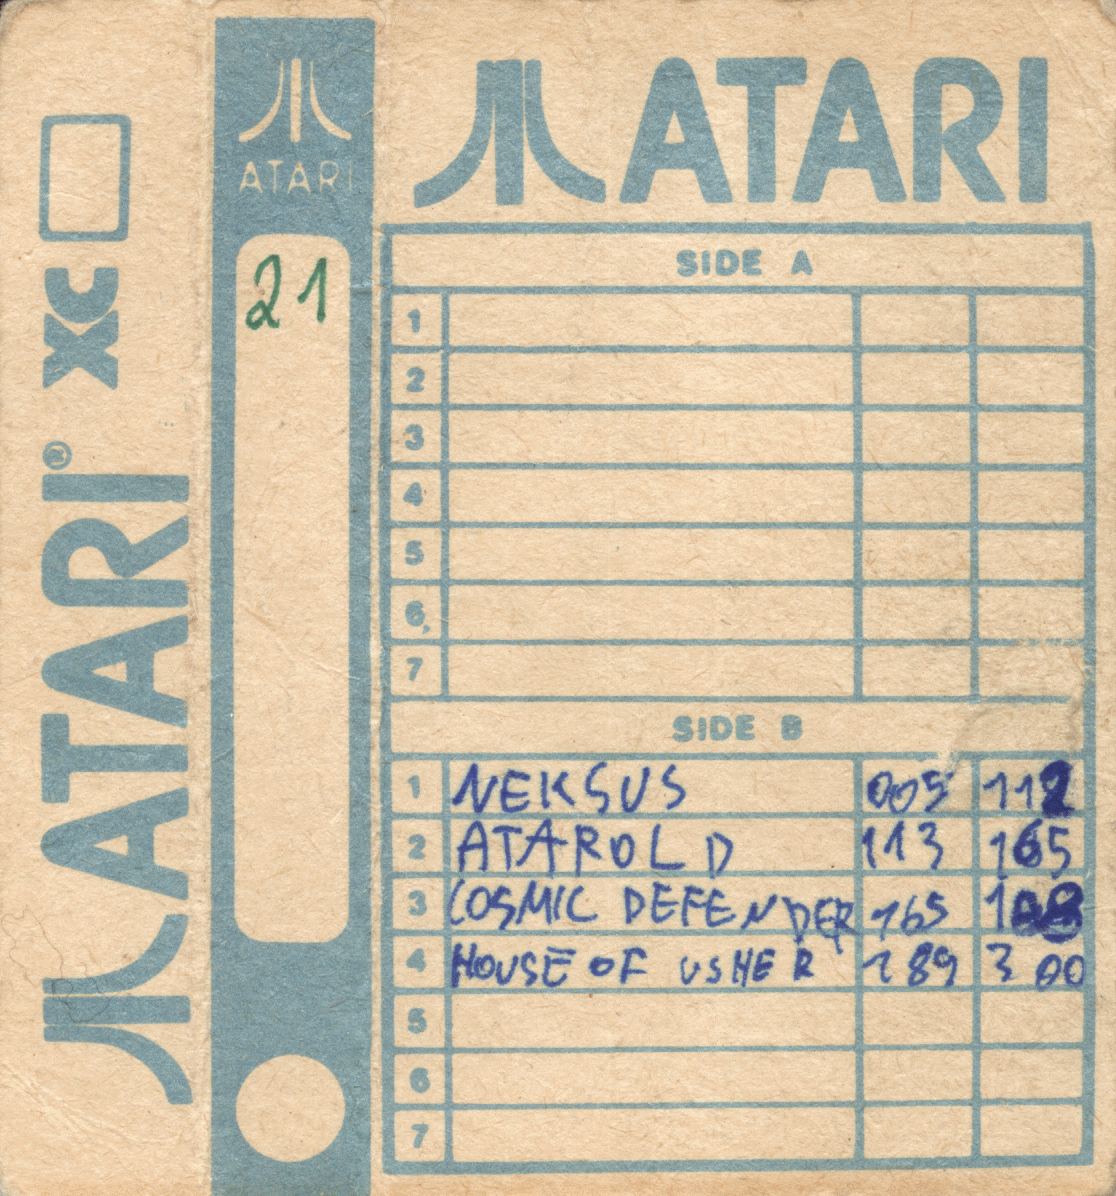 ATARI® XC
ATARI
21
ATARI
SIDE A
1
2
3
4
5
6,
7
SIDE B
1 NEKSUS 005 112
2 ATAROLD 113 165
3 COSMIC DEFENDER 165
4 HOUSE OF USHER 189 300
5
6
7